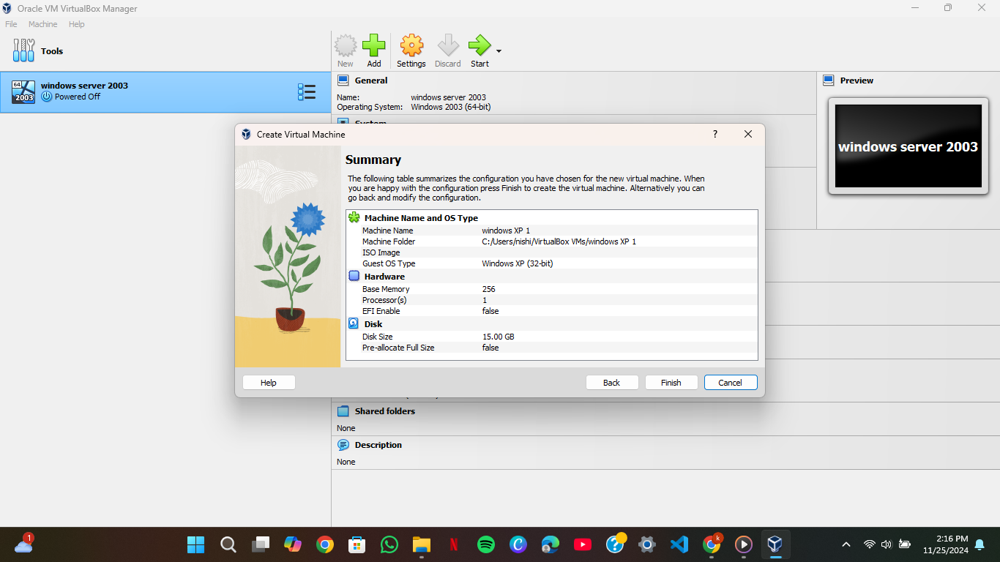 Oracle VM VirtualBox Manager
File Machine Help
Tools
New
Add
Settings
Discard
Start
64
2003
windows server 2003
Powered Off
General
Name: windows server 2003
Operating System: Windows 2003 (64-bit)
System
Preview
windows server 2003
Create Virtual Machine
?
Summary
The following table summarizes the configuration you have chosen for the new virtual machine. When
you are happy with the configuration press Finish to create the virtual machine. Alternatively you can
go back and modify the configuration.
Machine Name and OS Type
Machine Name windows XP 1
Machine Folder C:/Users/nishi/VirtualBox VMs/windows XP 1
ISO Image
Guest OS Type Windows XP (32-bit)
Hardware
Base Memory 256
Processor(s) 1
EFI Enable false
Disk
Disk Size 15.00 GB
Pre-allocate Full Size false
Help
Back
Finish
Cancel
Shared folders
None
Description
None
1
k
2:16 PM
11/25/2024